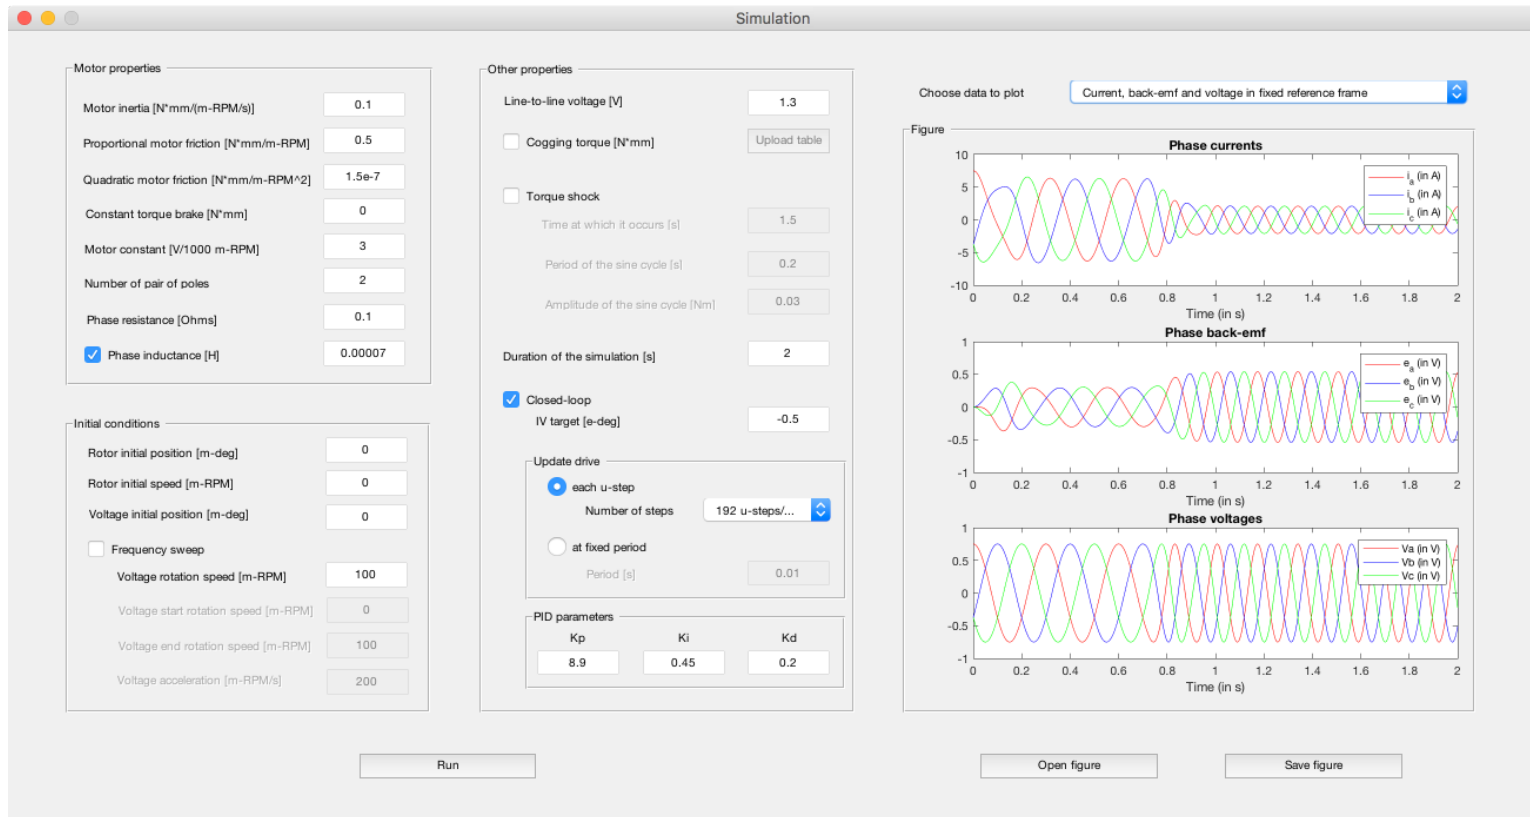 Simulation
Motor properties
Motor inertia [N*mm/(m-RPM/s)] 0.1
Proportional motor friction [N*mm/m-RPM] 0.5
Quadratic motor friction [N*mm/m-RPM^2] 1.5e-7
Constant torque brake [N*mm] 0
Motor constant [V/1000 m-RPM] 3
Number of pair of poles 2
Phase resistance [Ohms] 0.1
Phase inductance [H] 0.00007
Initial conditions
Rotor initial position [m-deg] 0
Rotor initial speed [m-RPM] 0
Voltage initial position [m-deg] 0
Frequency sweep
Voltage rotation speed [m-RPM] 100
Voltage start rotation speed [m-RPM] 0
Voltage end rotation speed [m-RPM] 100
Voltage acceleration [m-RPM/s] 200
Other properties
Line-to-line voltage [V] 1.3
Cogging torque [N*mm] Upload table
Torque shock
Time at which it occurs [s] 1.5
Period of the sine cycle [s] 0.2
Amplitude of the sine cycle [Nm] 0.03
Duration of the simulation [s] 2
Closed-loop
IV target [e-deg] -0.5
Update drive
each u-step
Number of steps 192 u-steps/...
at fixed period
Period [s] 0.01
PID parameters
Kp Ki Kd
8.9 0.45 0.2
Choose data to plot Current, back-emf and voltage in fixed reference frame
Figure
Phase currents
10
5
0
-5
-10
i_a (in A)
i_b (in A)
i_c (in A)
0 0.2 0.4 0.6 0.8 1 1.2 1.4 1.6 1.8 2
Time (in s)
Phase back-emf
1
0.5
0
-0.5
-1
e_a (in V)
e_b (in V)
e_c (in V)
0 0.2 0.4 0.6 0.8 1 1.2 1.4 1.6 1.8 2
Time (in s)
Phase voltages
1
0.5
0
-0.5
-1
Va (in V)
Vb (in V)
Vc (in V)
0 0.2 0.4 0.6 0.8 1 1.2 1.4 1.6 1.8 2
Time (in s)
Run
Open figure
Save figure